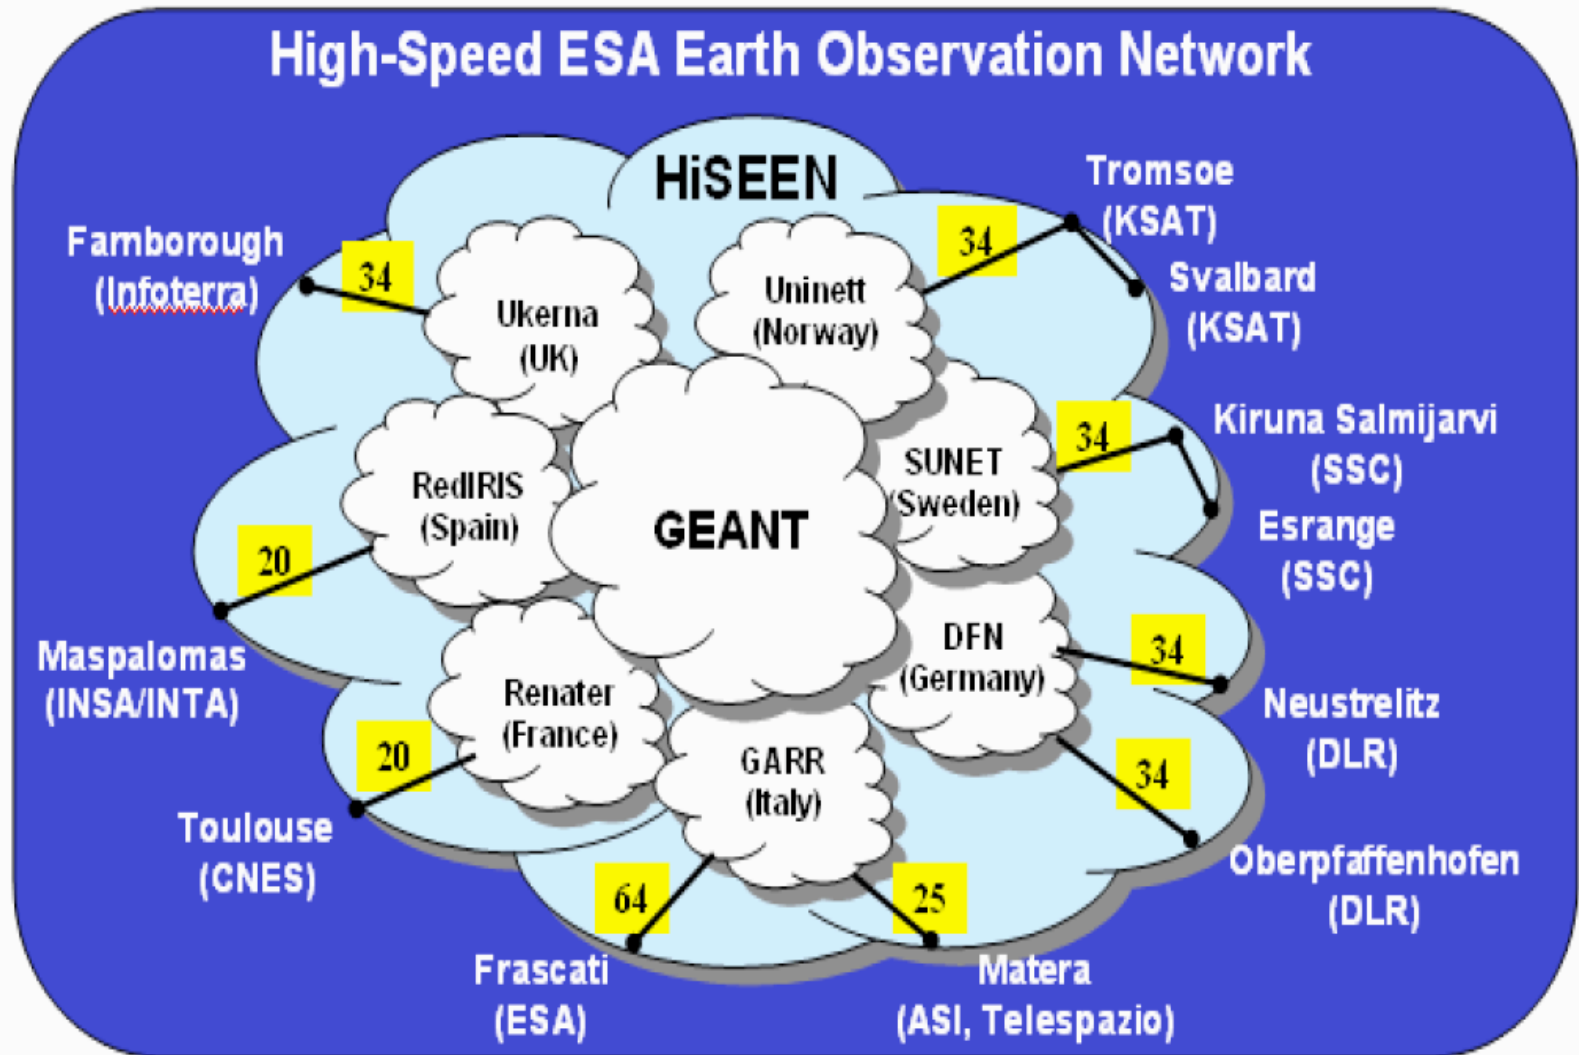 High-Speed ESA Earth Observation Network
HiSEEN
Tromsoe
(KSAT)
34
Svalbard
(KSAT)
Farnborough
(Infoterra)
34
Ukerna
(UK)
Uninett
(Norway)
Kiruna Salmijarvi
(SSC)
34
Esrange
(SSC)
SUNET
(Sweden)
RedIRIS
(Spain)
GEANT
20
Maspalomas
(INSA/INTA)
DFN
(Germany)
34
Neustrelitz
(DLR)
Renater
(France)
20
Toulouse
(CNES)
GARR
(Italy)
34
Oberpfaffenhofen
(DLR)
64
Frascati
(ESA)
25
Matera
(ASI, Telespazio)